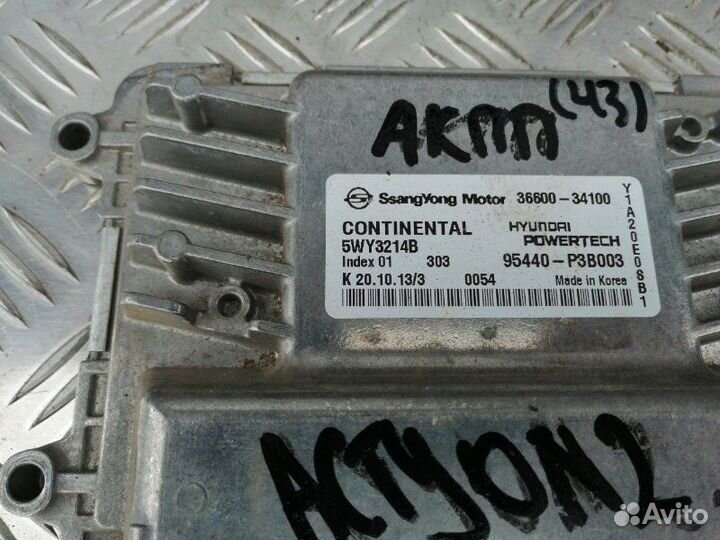 АКПП (43)
SsangYong Motor 36600-34100
CONTINENTAL HYUNDAI
5WY3214B POWERTECH
Index 01 303 95440-P3B003
K 20.10.13/3 0054 Made in Korea
Y1A20E08B1
ACTYON2
Avito